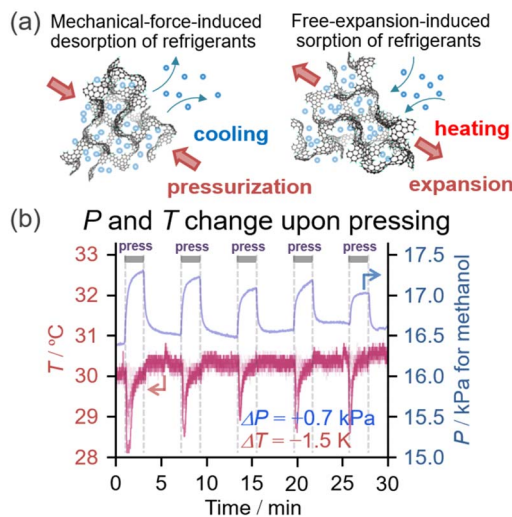 (a)
Mechanical-force-induced
desorption of refrigerants
cooling
pressurization
Free-expansion-induced
sorption of refrigerants
heating
expansion
(b)
P and T change upon pressing
press press press press press
33
32
31
30
29
28
T / ºC
17.5
17.0
16.5
16.0
15.5
15.0
P / kPa for methanol
ΔP = +0.7 kPa
ΔT = −1.5 K
0 5 10 15 20 25 30
Time / min